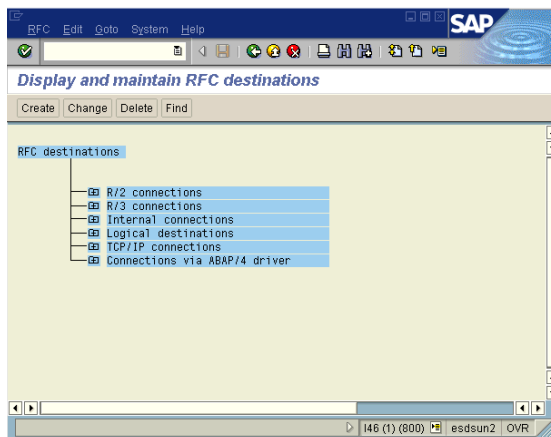 RFC Edit Goto System Help
SAP
Display and maintain RFC destinations
Create Change Delete Find
RFC destinations
R/2 connections
R/3 connections
Internal connections
Logical destinations
TCP/IP connections
Connections via ABAP/4 driver
I46 (1) (800) esdsun2 OVR